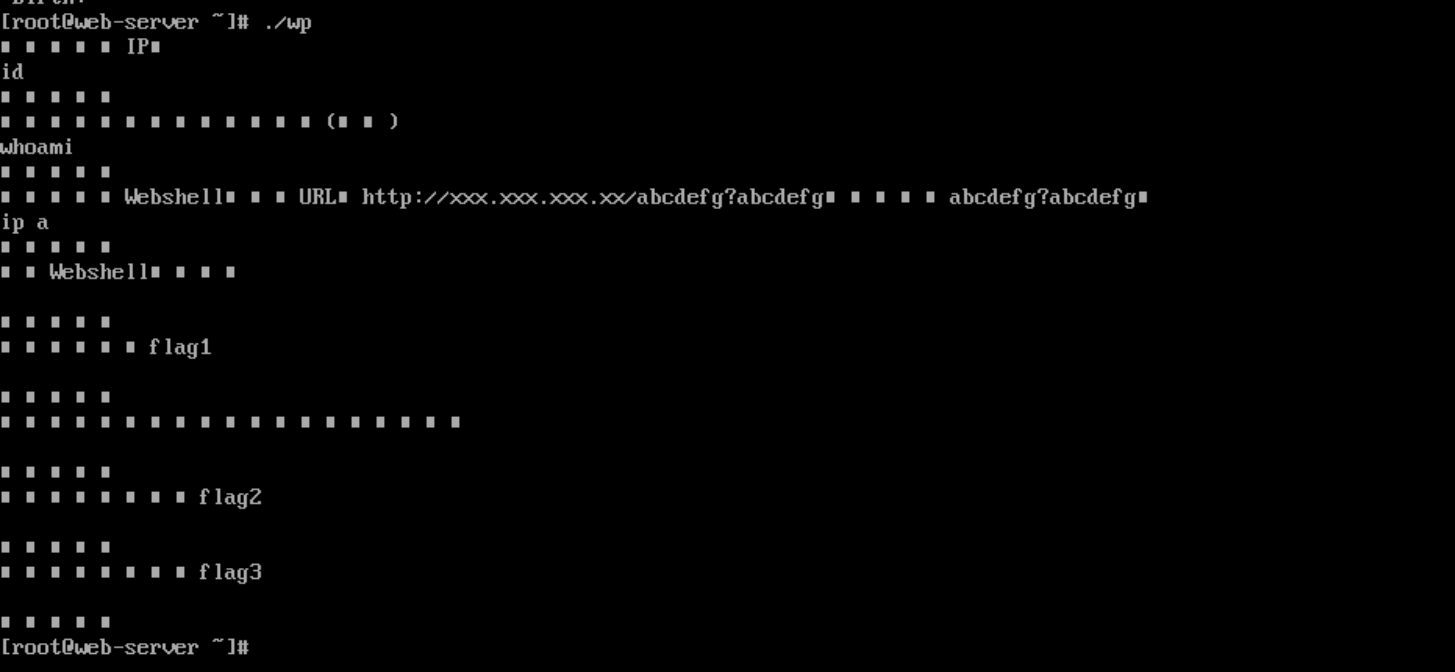 [root@web-server ~]# ./wp
■ ■ ■ ■ ■ IP■
id
■ ■ ■ ■ ■
■ ■ ■ ■ ■ ■ ■ ■ ■ ■ ■ ■ ■ (■ ■ )
whoami
■ ■ ■ ■ ■
■ ■ ■ ■ ■ Webshell■ ■ ■ URL■ http://xxx.xxx.xxx.xx/abcdefg?abcdefg■ ■ ■ ■ ■ abcdefg?abcdefg■
ip a
■ ■ ■ ■ ■
■ ■ Webshell■ ■ ■ ■
■ ■ ■ ■ ■
■ ■ ■ ■ ■ ■ flag1
■ ■ ■ ■ ■
■ ■ ■ ■ ■ ■ ■ ■ ■ ■ ■ ■ ■ ■ ■ ■ ■ ■ ■
■ ■ ■ ■ ■
■ ■ ■ ■ ■ ■ ■ ■ flag2
■ ■ ■ ■ ■
■ ■ ■ ■ ■ ■ ■ ■ flag3
■ ■ ■ ■ ■
[root@web-server ~]#